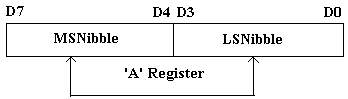 D7 D4 D3 D0
MSNibble LSNibble
'A' Register